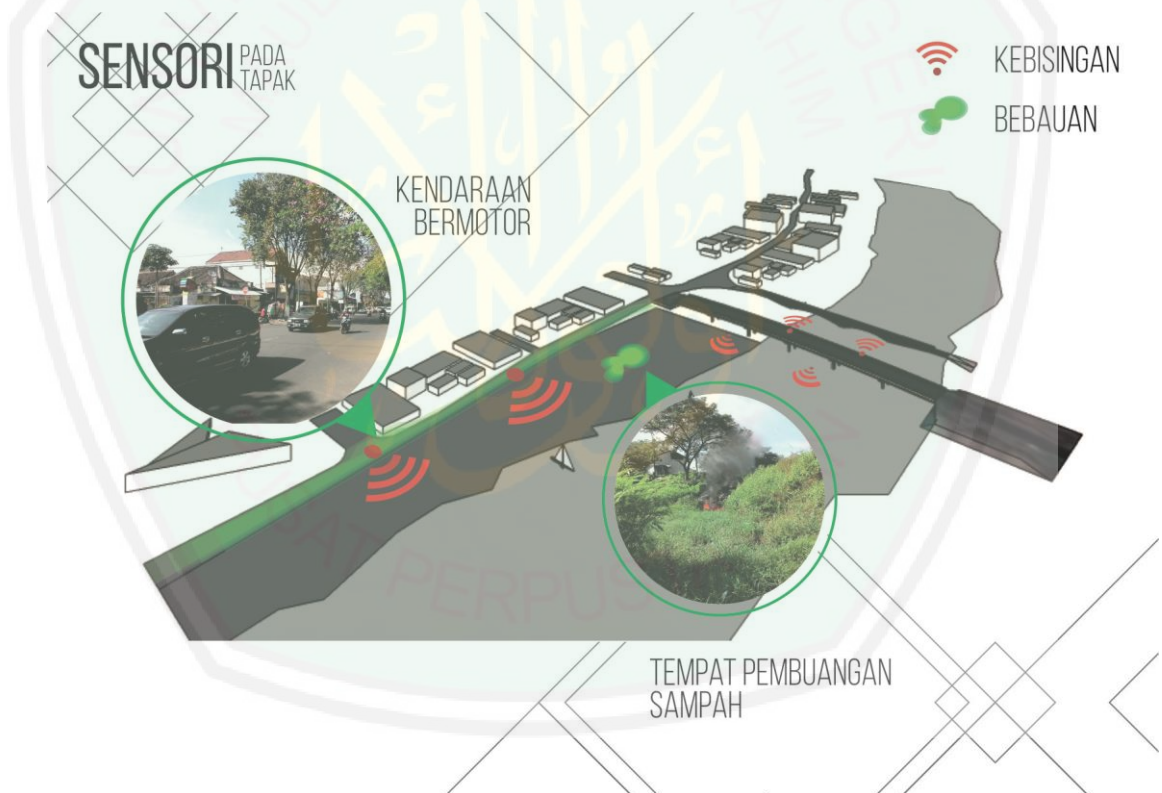 SENSORI PADA
TAPAK
KEBISINGAN
BEBAUAN
KENDARAAN
BERMOTOR
TEMPAT PEMBUANGAN
SAMPAH